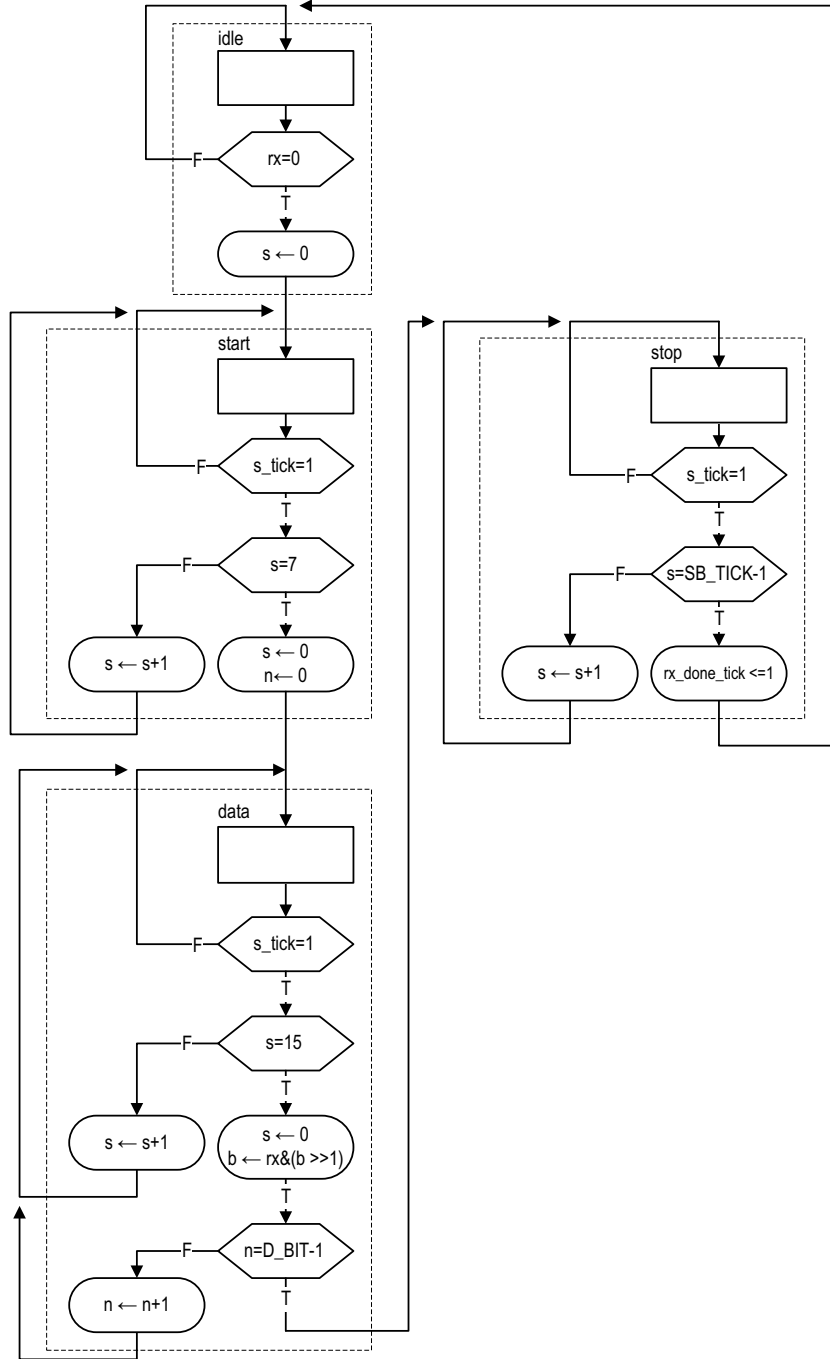 idle
rx=0
F
T
s ← 0
start
s_tick=1
F
T
s=7
F
T
s ← s+1
s ← 0
n← 0
data
s_tick=1
F
T
s=15
F
T
s ← s+1
s ← 0
b ← rx&(b >>1)
T
n=D_BIT-1
F
T
n ← n+1
stop
s_tick=1
F
T
s=SB_TICK-1
F
T
s ← s+1
rx_done_tick <=1